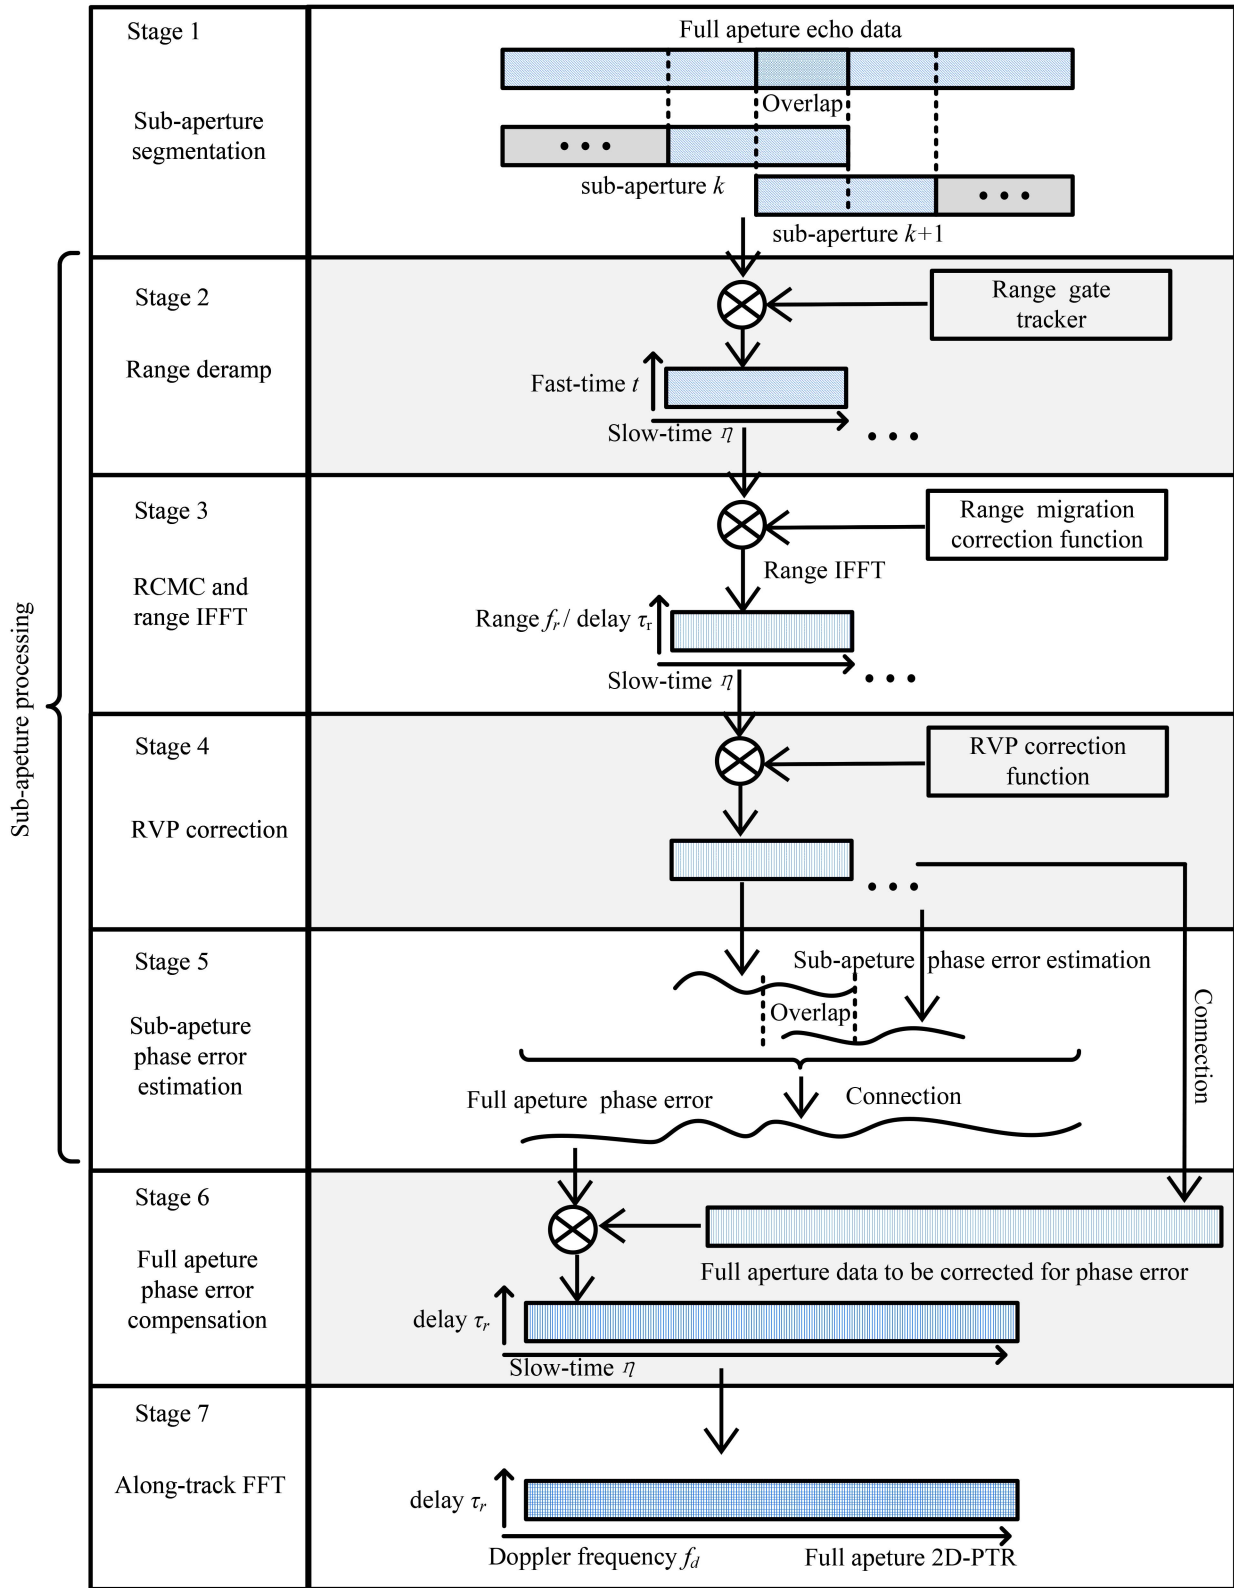 Stage 1
Sub-aperture
segmentation
Full apeture echo data
Overlap
• • •
sub-aperture k
• • •
sub-aperture k+1
Sub-apeture processing
Stage 2
Range deramp
Range gate
tracker
Fast-time t
Slow-time η
• • •
Stage 3
RCMC and
range IFFT
Range migration
correction function
Range IFFT
Range f_r / delay τ_r
Slow-time η
• • •
Stage 4
RVP correction
RVP correction
function
• • •
Stage 5
Sub-apeture
phase error
estimation
Sub-apeture phase error estimation
Overlap
Connection
Full apeture phase error
Connection
Stage 6
Full apeture
phase error
compensation
Full aperture data to be corrected for phase error
delay τ_r
Slow-time η
Stage 7
Along-track FFT
delay τ_r
Doppler frequency f_d
Full apeture 2D-PTR